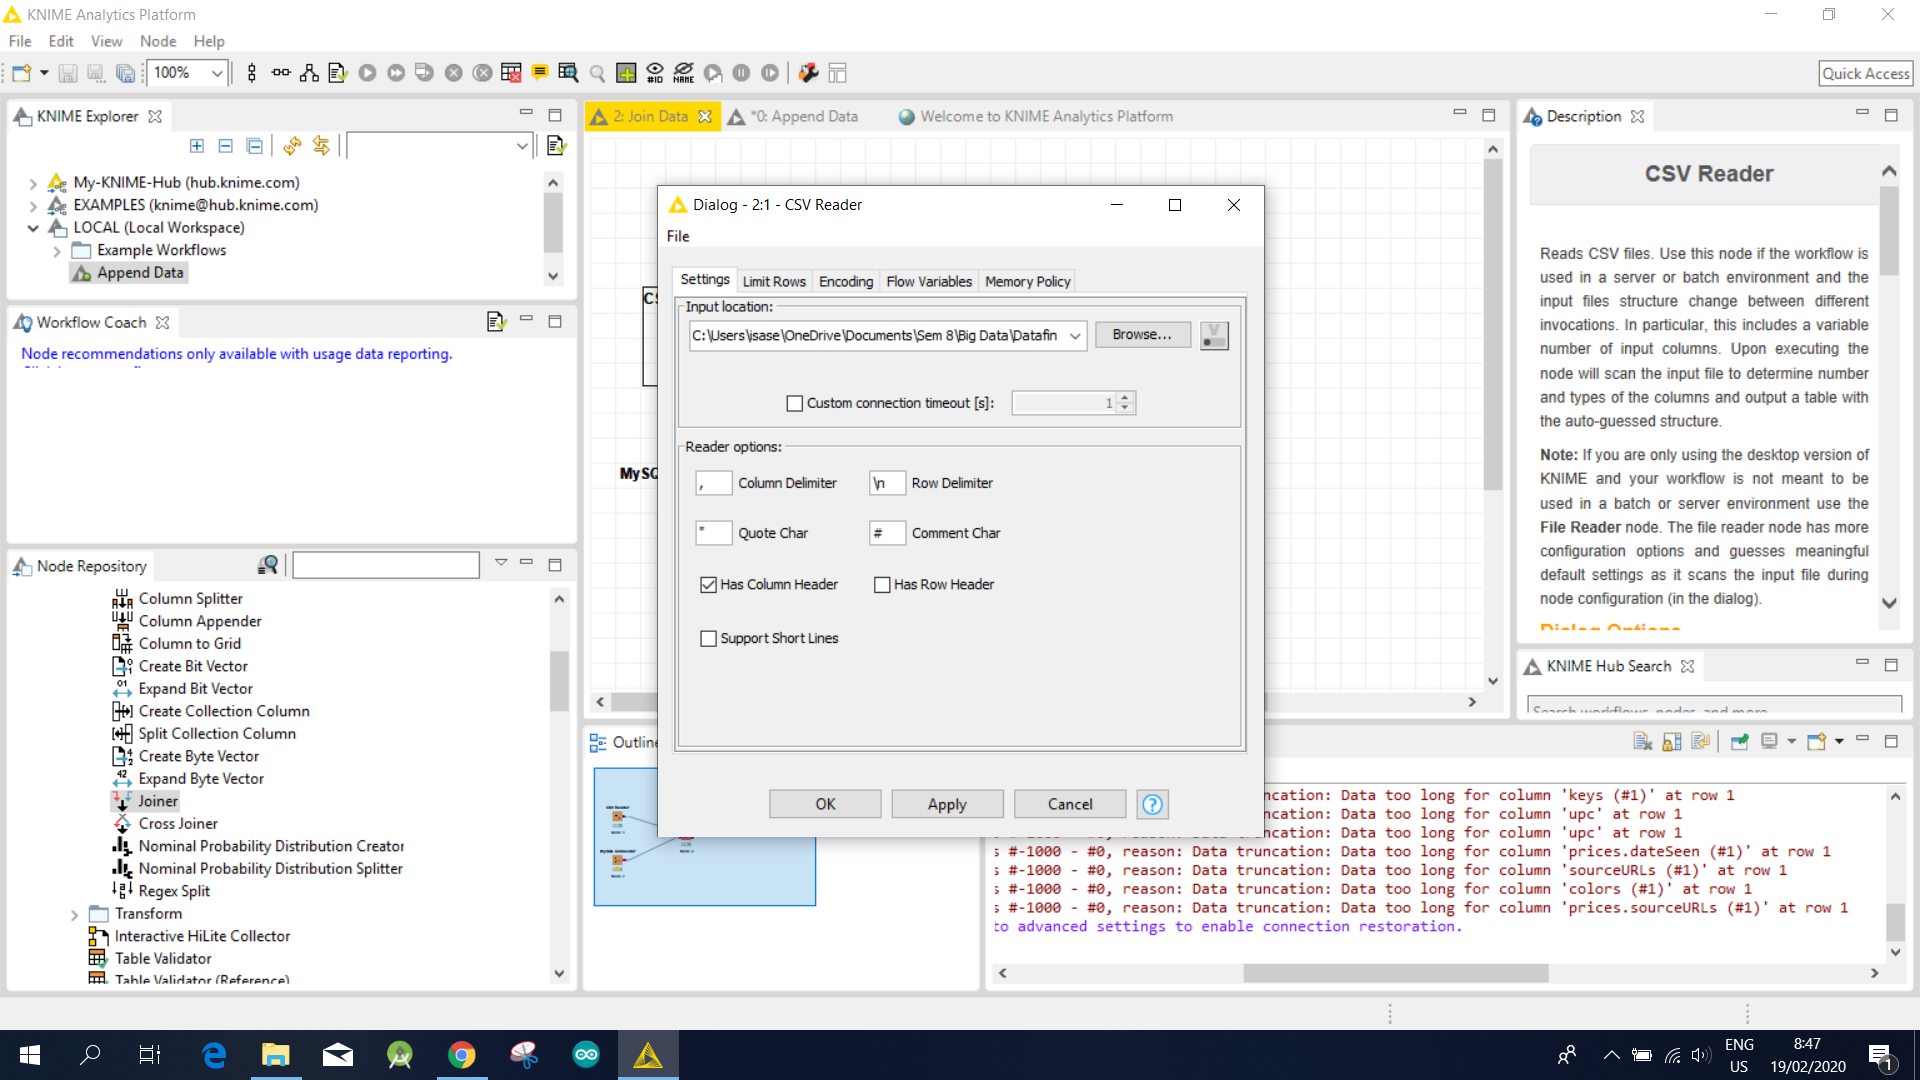 KNIME Analytics Platform
File Edit View Node Help
100%
#ID
NAME
Quick Access
KNIME Explorer
My-KNIME-Hub (hub.knime.com)
EXAMPLES (knime@hub.knime.com)
LOCAL (Local Workspace)
Example Workflows
Append Data
Workflow Coach
Node recommendations only available with usage data reporting.
Node Repository
Column Splitter
Column Appender
Column to Grid
Create Bit Vector
Expand Bit Vector
Create Collection Column
Split Collection Column
Create Byte Vector
Expand Byte Vector
Joiner
Cross Joiner
Nominal Probability Distribution Creator
Nominal Probability Distribution Splitter
Regex Split
Transform
Interactive HiLite Collector
Table Validator
Table Validator (Reference)
2: Join Data
*0: Append Data
Welcome to KNIME Analytics Platform
Dialog - 2:1 - CSV Reader
File
Settings Limit Rows Encoding Flow Variables Memory Policy
Input location:
C:\Users\isase\OneDrive\Documents\Sem 8\Big Data\Datafin
Browse...
V
Custom connection timeout [s]: 1
Reader options:
, Column Delimiter \n Row Delimiter
" Quote Char # Comment Char
Has Column Header Has Row Header
Support Short Lines
OK Apply Cancel ?
Outline
Description
CSV Reader
Reads CSV files. Use this node if the workflow is
used in a server or batch environment and the
input files structure change between different
invocations. In particular, this includes a variable
number of input columns. Upon executing the
node will scan the input file to determine number
and types of the columns and output a table with
the auto-guessed structure.
Note: If you are only using the desktop version of
KNIME and your workflow is not meant to be
used in a batch or server environment use the
File Reader node. The file reader node has more
configuration options and guesses meaningful
default settings as it scans the input file during
node configuration (in the dialog).
Dialog Options
KNIME Hub Search
Search workflows, nodes, and more...
ncation: Data too long for column 'keys (#1)' at row 1
ncation: Data too long for column 'upc' at row 1
ncation: Data too long for column 'upc' at row 1
s #-1000 - #0, reason: Data truncation: Data too long for column 'prices.dateSeen (#1)' at row 1
s #-1000 - #0, reason: Data truncation: Data too long for column 'sourceURLs (#1)' at row 1
s #-1000 - #0, reason: Data truncation: Data too long for column 'colors (#1)' at row 1
s #-1000 - #0, reason: Data truncation: Data too long for column 'prices.sourceURLs (#1)' at row 1
to advanced settings to enable connection restoration.
ENG
US
8:47
19/02/2020
1